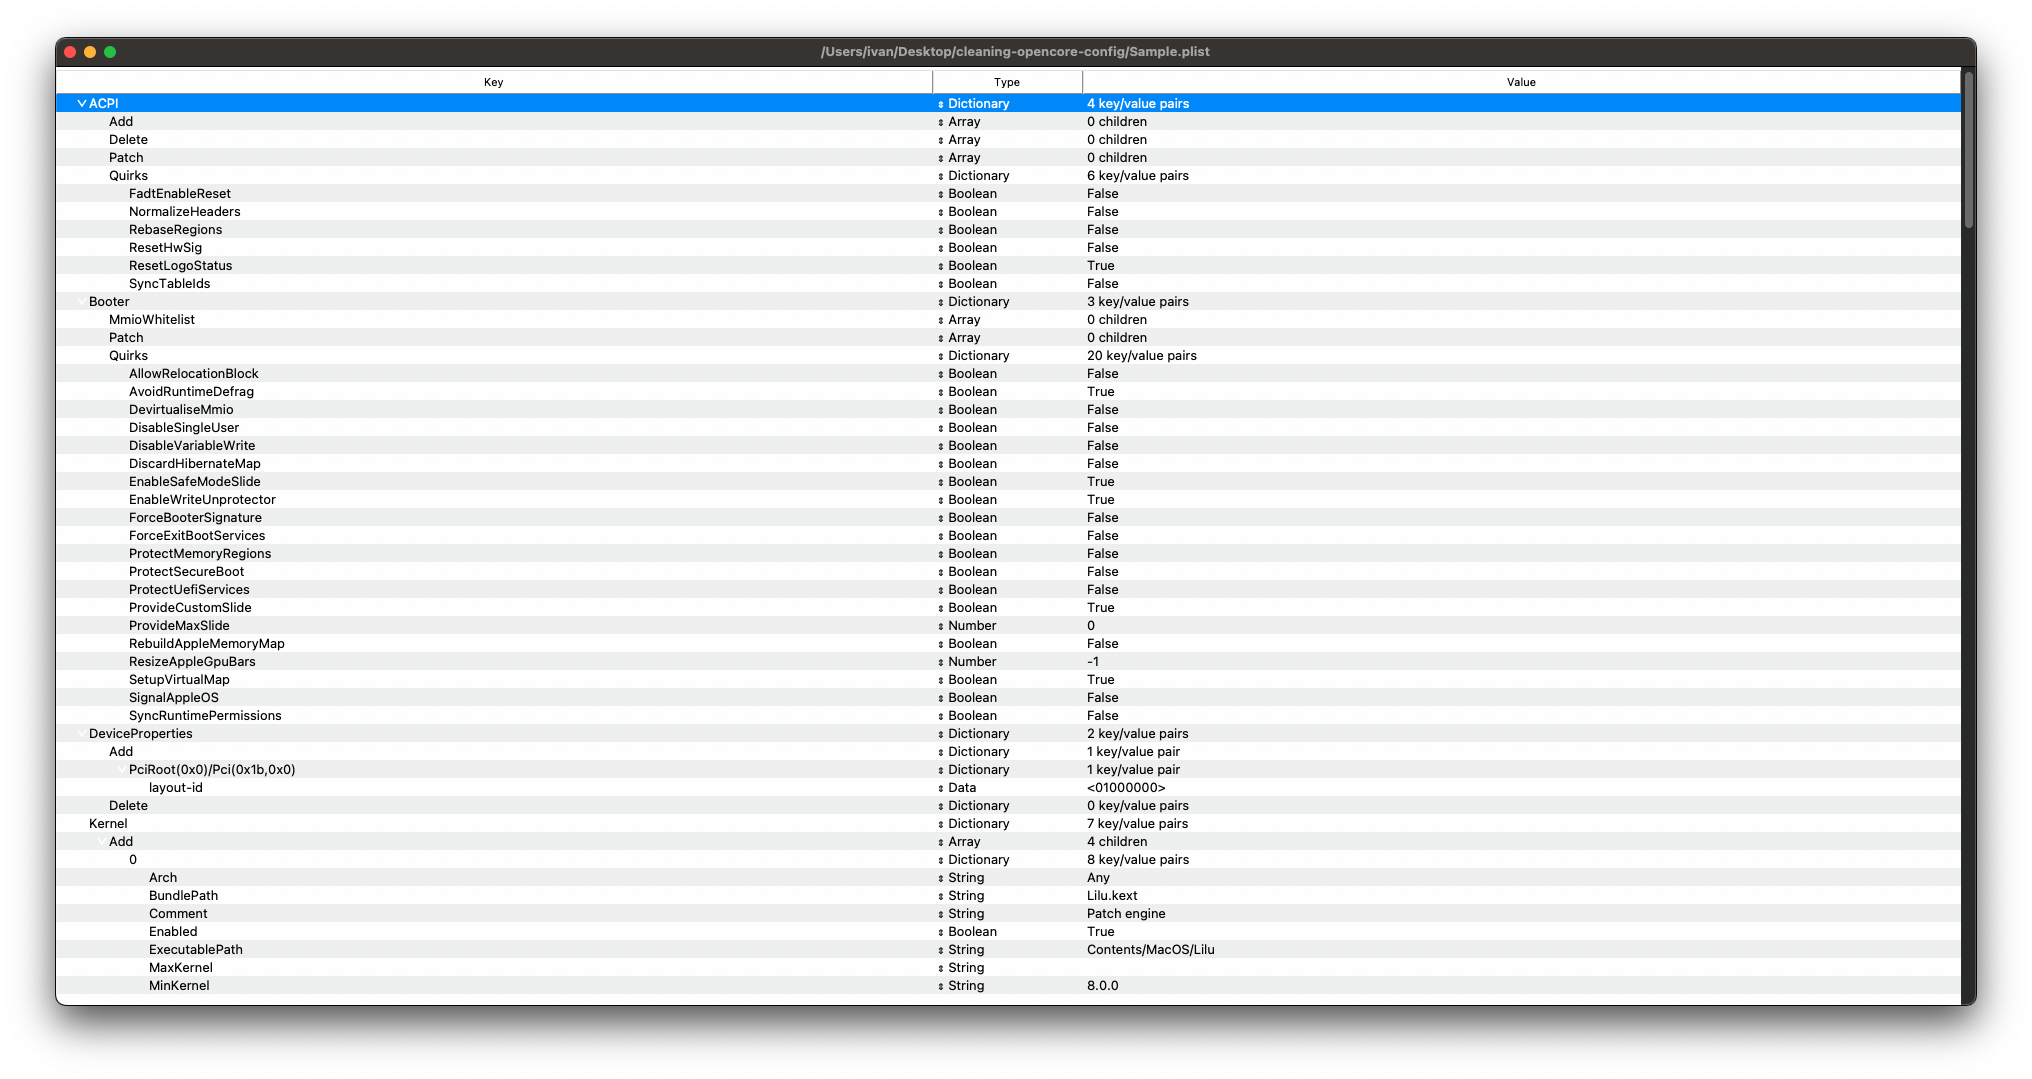 /Users/ivan/Desktop/cleaning-opencore-config/Sample.plist
Key Type Value
ACPI Dictionary 4 key/value pairs
Add Array 0 children
Delete Array 0 children
Patch Array 0 children
Quirks Dictionary 6 key/value pairs
FadtEnableReset Boolean False
NormalizeHeaders Boolean False
RebaseRegions Boolean False
ResetHwSig Boolean False
ResetLogoStatus Boolean True
SyncTableIds Boolean False
Booter Dictionary 3 key/value pairs
MmioWhitelist Array 0 children
Patch Array 0 children
Quirks Dictionary 20 key/value pairs
AllowRelocationBlock Boolean False
AvoidRuntimeDefrag Boolean True
DevirtualiseMmio Boolean False
DisableSingleUser Boolean False
DisableVariableWrite Boolean False
DiscardHibernateMap Boolean False
EnableSafeModeSlide Boolean True
EnableWriteUnprotector Boolean True
ForceBooterSignature Boolean False
ForceExitBootServices Boolean False
ProtectMemoryRegions Boolean False
ProtectSecureBoot Boolean False
ProtectUefiServices Boolean False
ProvideCustomSlide Boolean True
ProvideMaxSlide Number 0
RebuildAppleMemoryMap Boolean False
ResizeAppleGpuBars Number -1
SetupVirtualMap Boolean True
SignalAppleOS Boolean False
SyncRuntimePermissions Boolean False
DeviceProperties Dictionary 2 key/value pairs
Add Dictionary 1 key/value pair
PciRoot(0x0)/Pci(0x1b,0x0) Dictionary 1 key/value pair
layout-id Data <01000000>
Delete Dictionary 0 key/value pairs
Kernel Dictionary 7 key/value pairs
Add Array 4 children
0 Dictionary 8 key/value pairs
Arch String Any
BundlePath String Lilu.kext
Comment String Patch engine
Enabled Boolean True
ExecutablePath String Contents/MacOS/Lilu
MaxKernel String
MinKernel String 8.0.0